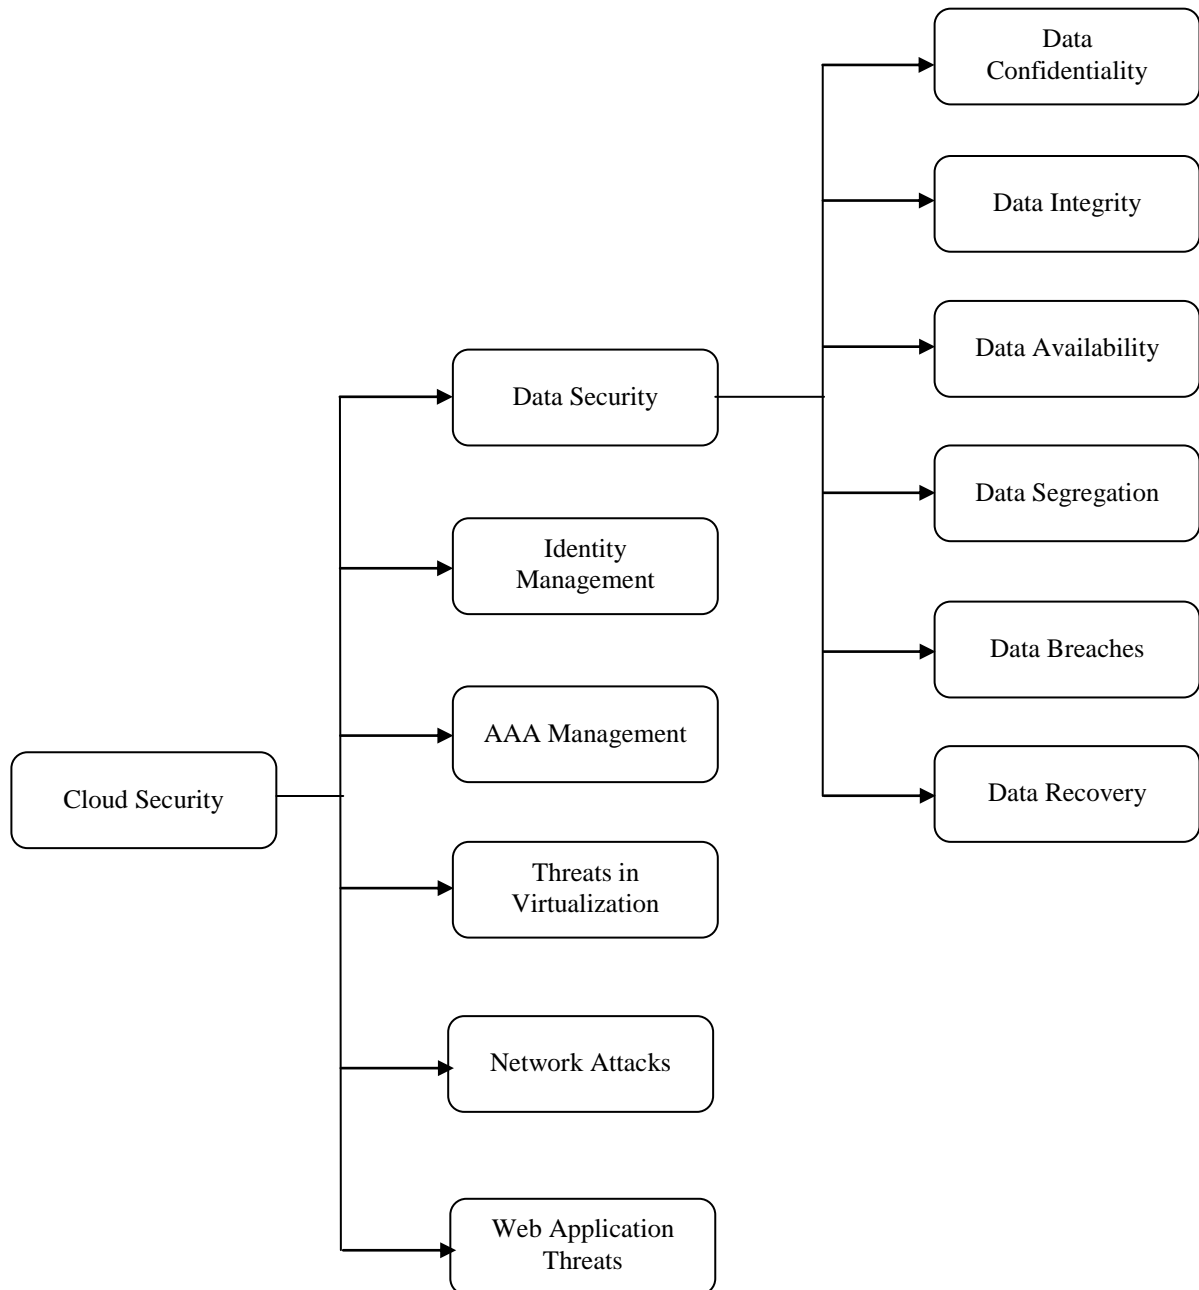 Data
Confidentiality
Data Integrity
Data Availability
Data Security
Data Segregation
Identity
Management
Data Breaches
AAA Management
Cloud Security
Data Recovery
Threats in
Virtualization
Network Attacks
Web Application
Threats